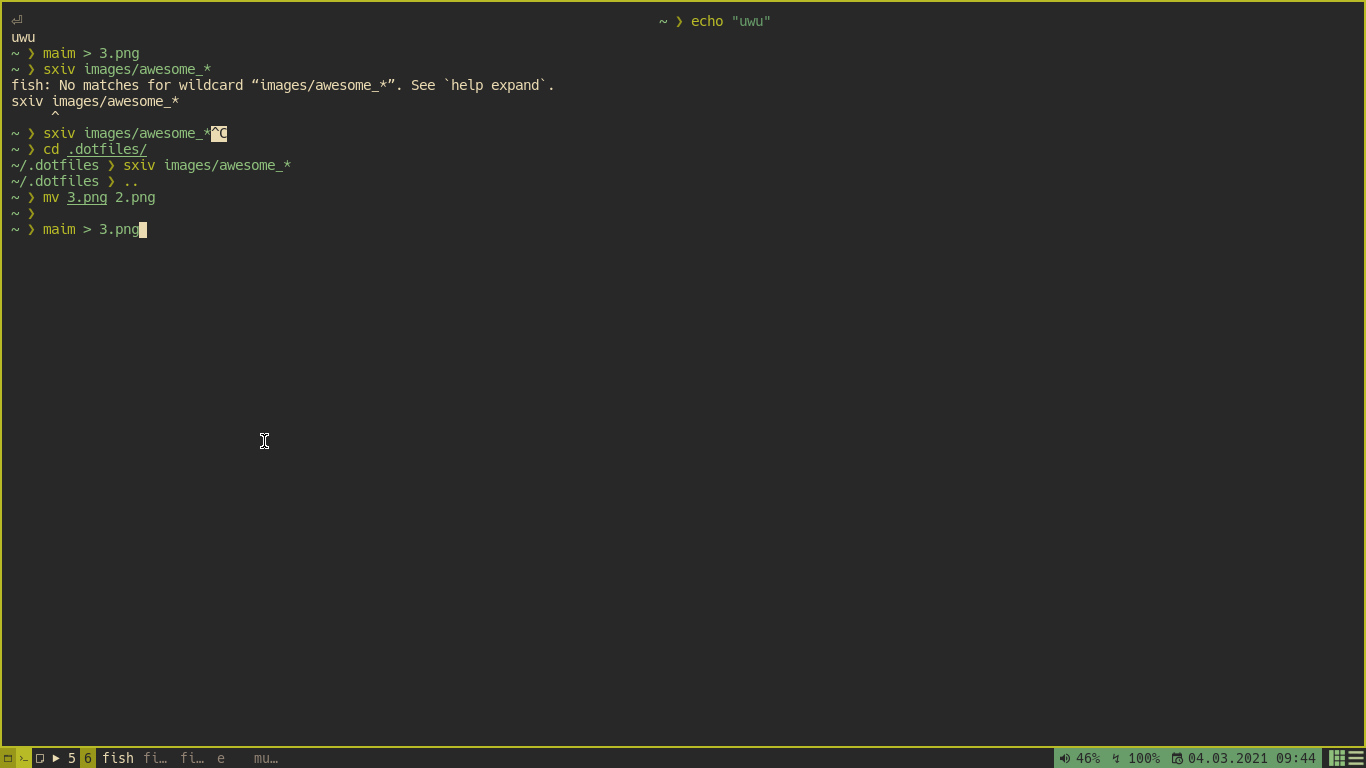 ⏎ ~ ❯ echo "uwu"
uwu
~ ❯ maim > 3.png
~ ❯ sxiv images/awesome_*
fish: No matches for wildcard “images/awesome_*”. See `help expand`.
sxiv images/awesome_*
^
~ ❯ sxiv images/awesome_*^C
~ ❯ cd .dotfiles/
~/.dotfiles ❯ sxiv images/awesome_*
~/.dotfiles ❯ ..
~ ❯ mv 3.png 2.png
~ ❯
~ ❯ maim > 3.png
5 6 fish fi… fi… e mu… 46% ↯ 100% 04.03.2021 09:44